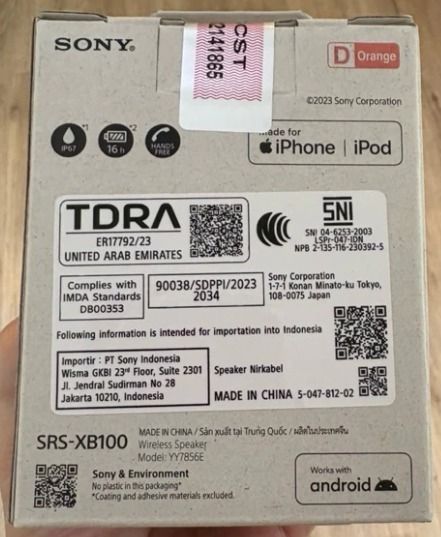 SONY®
CST
2141865
D Orange
©2023 Sony Corporation
*1
IP67
*2
16 h
HANDS
FREE
Made for
iPhone | iPod
TDRA
ER17792/23
UNITED ARAB EMIRATES
SNI
SNI 04-6253-2003
LSPr-047-IDN
NPB 2-135-116-230392-5
Complies with
IMDA Standards
DB00353
90038/SDPPI/2023
2034
Sony Corporation
1-7-1 Konan Minato-ku Tokyo,
108-0075 Japan
Following information is intended for importation into Indonesia
Importir : PT Sony Indonesia
Wisma GKBI 23rd Floor, Suite 2301
Jl. Jendral Sudirman No 28
Jakarta 10210, Indonesia
Speaker Nirkabel
MADE IN CHINA 5-047-812-02
MADE IN CHINA / Sản xuất tại Trung Quốc / ผลิตในประเทศจีน
SRS-XB100
Wireless Speaker
Model: YY7856E
Sony & Environment
No plastic in this packaging*
*Coating and adhesive materials excluded.
Works with
android